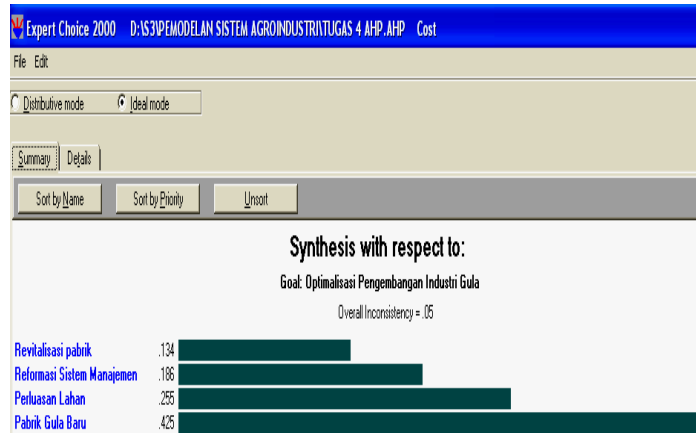 Expert Choice 2000 D:\S3\PEMODELAN SISTEM AGROINDUSTRI\TUGAS 4 AHP.AHP Cost
File Edit
Distributive mode Ideal mode
Summary Details
Sort by Name Sort by Priority Unsort
Synthesis with respect to:
Goal: Optimalisasi Pengembangan Industri Gula
Overall Inconsistency = .05
Revitalisasi pabrik .134
Reformasi Sistem Manajemen .186
Perluasan Lahan .255
Pabrik Gula Baru .425